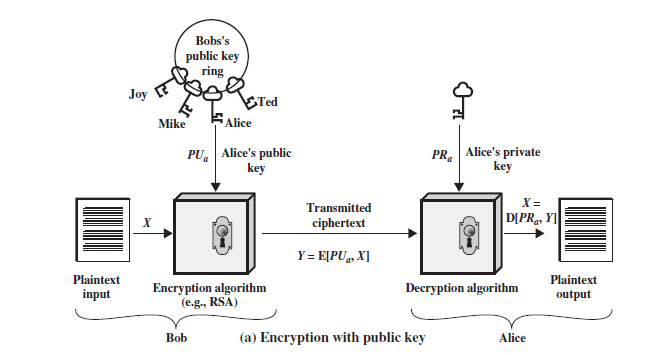 Bobs's
public key
ring
Joy
Ted
Mike
Alice
PUa
Alice's public
key
PRa
Alice's private
key
X
Transmitted
ciphertext
Y = E[PUa, X]
X =
D[PRa, Y]
Plaintext
input
Encryption algorithm
(e.g., RSA)
Decryption algorithm
Plaintext
output
Bob
(a) Encryption with public key
Alice